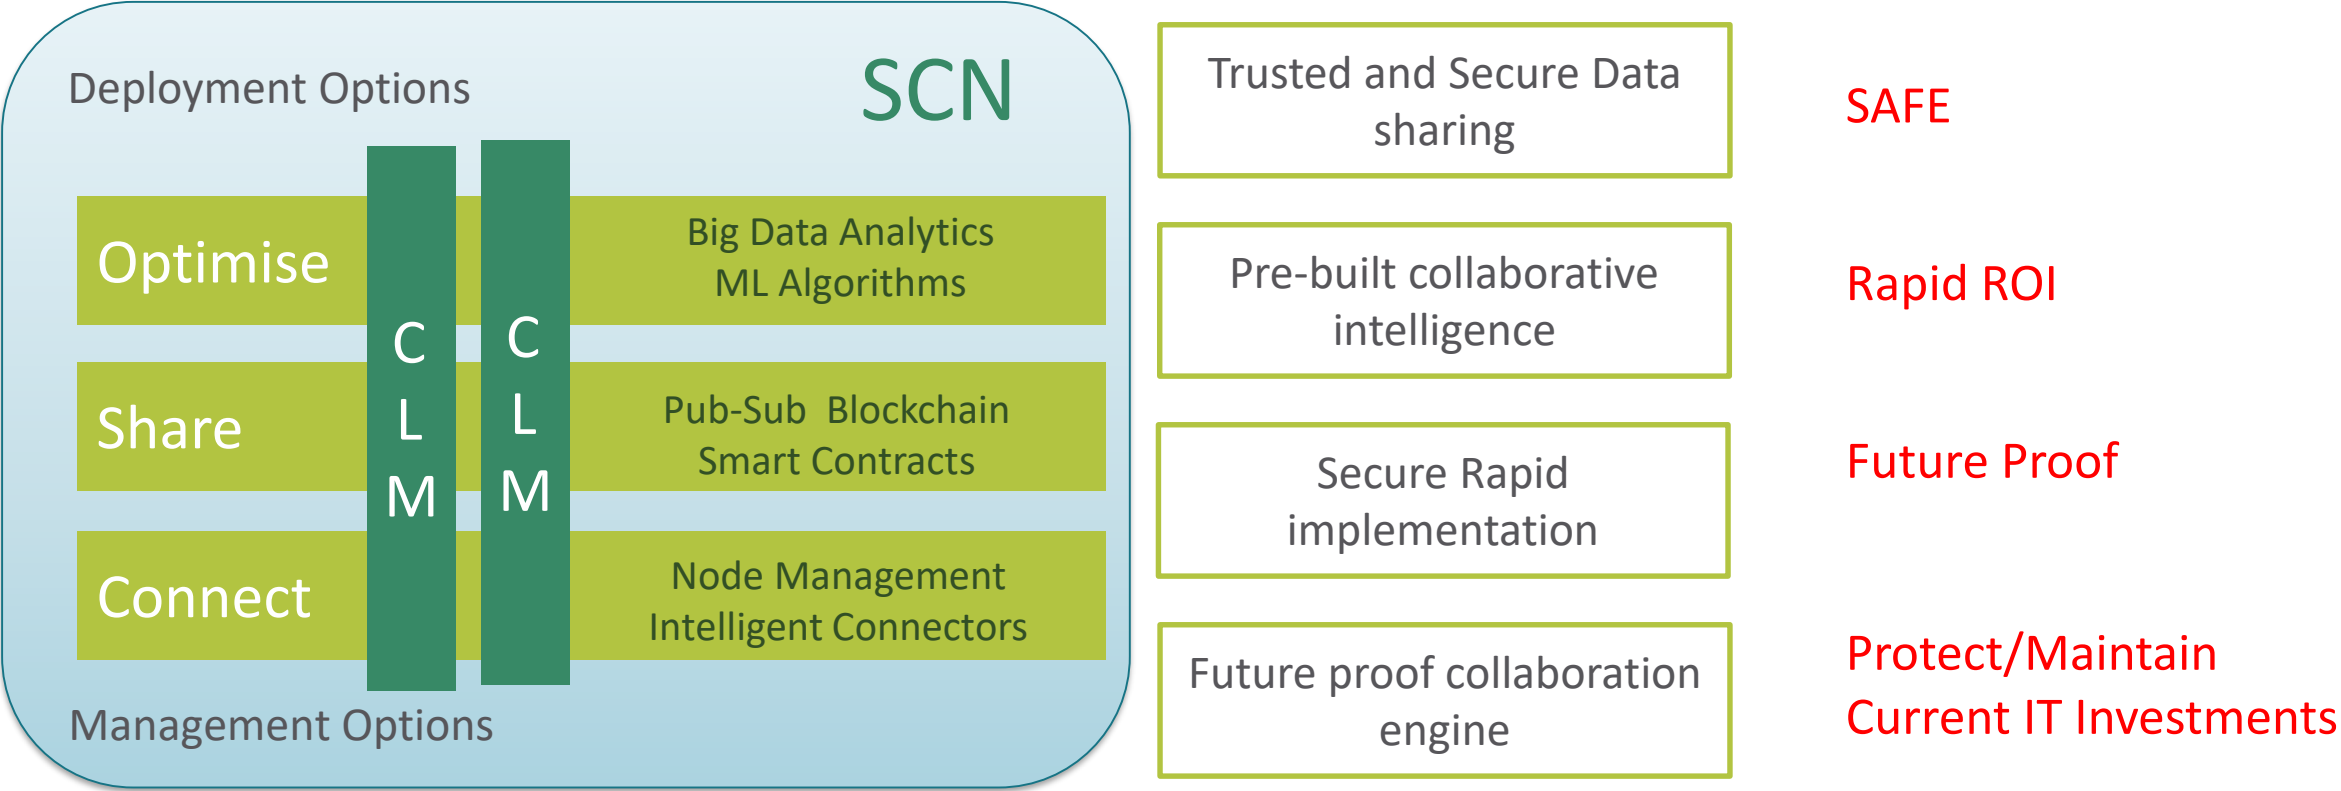 Deployment Options
SCN
Optimise
Big Data Analytics
ML Algorithms
Share
Pub-Sub  Blockchain
Smart Contracts
Connect
Node Management
Intelligent Connectors
C
L
M
C
L
M
Management Options
Trusted and Secure Data
sharing
SAFE
Pre-built collaborative
intelligence
Rapid ROI
Secure Rapid
implementation
Future Proof
Future proof collaboration
engine
Protect/Maintain
Current IT Investments